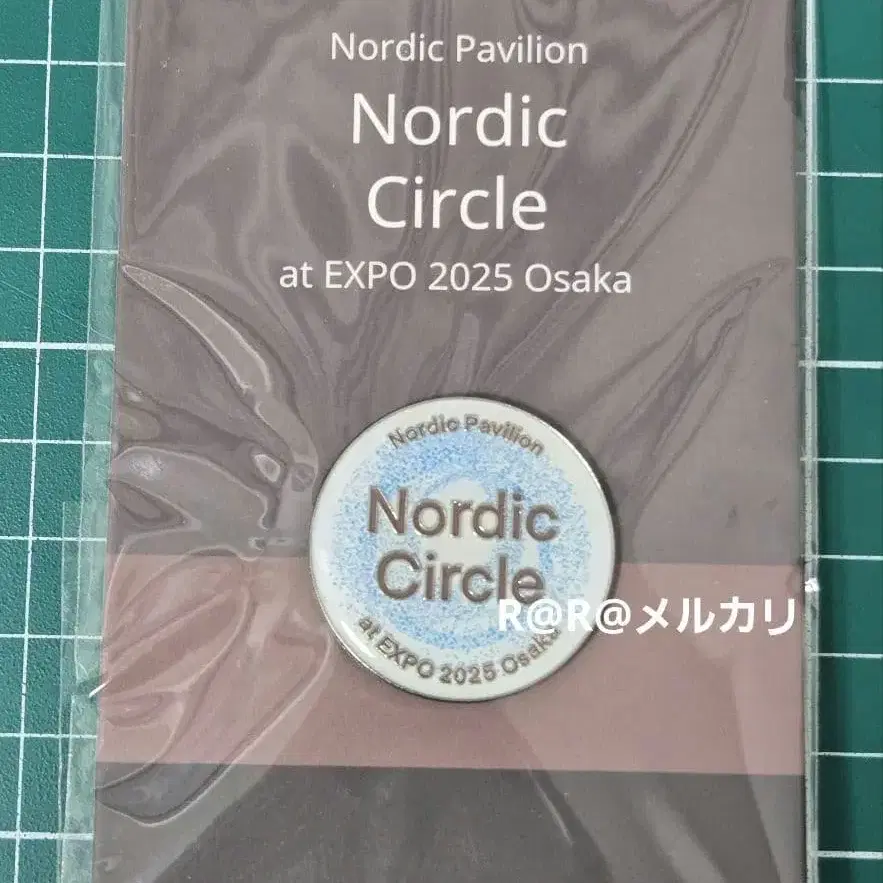 Nordic Pavilion
Nordic
Circle
at EXPO 2025 Osaka
Nordic Pavilion
Nordic
Circle
at EXPO 2025 Osaka
R@R@メルカリ